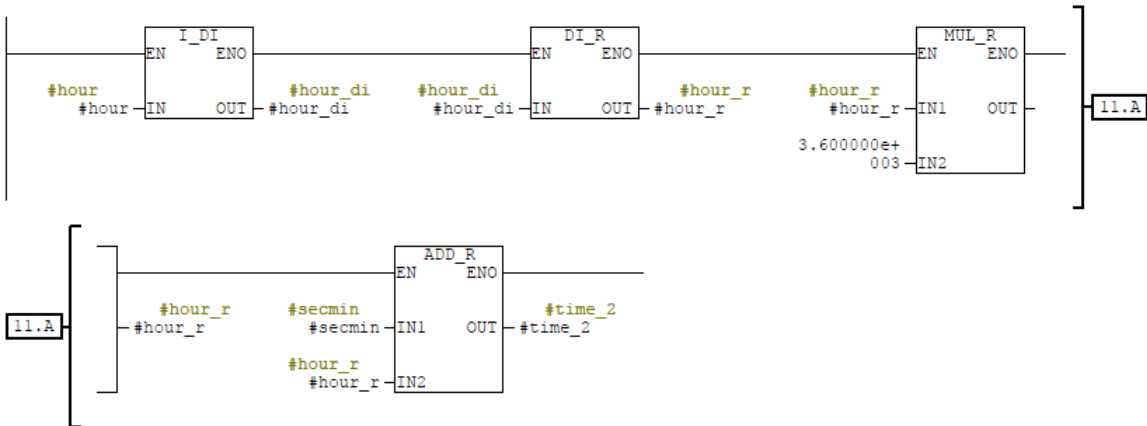 I_DI
DI_R
MUL_R
EN ENO
EN ENO
EN ENO
#hour
#hour_di
#hour_di
#hour_r
#hour_r
#hour IN OUT #hour_di
#hour_di IN OUT #hour_r
#hour_r IN1 OUT
11.A
3.600000e+
003 IN2
ADD_R
EN ENO
#hour_r
#secmin
#time_2
11.A
#hour_r
#secmin IN1 OUT #time_2
#hour_r
#hour_r IN2